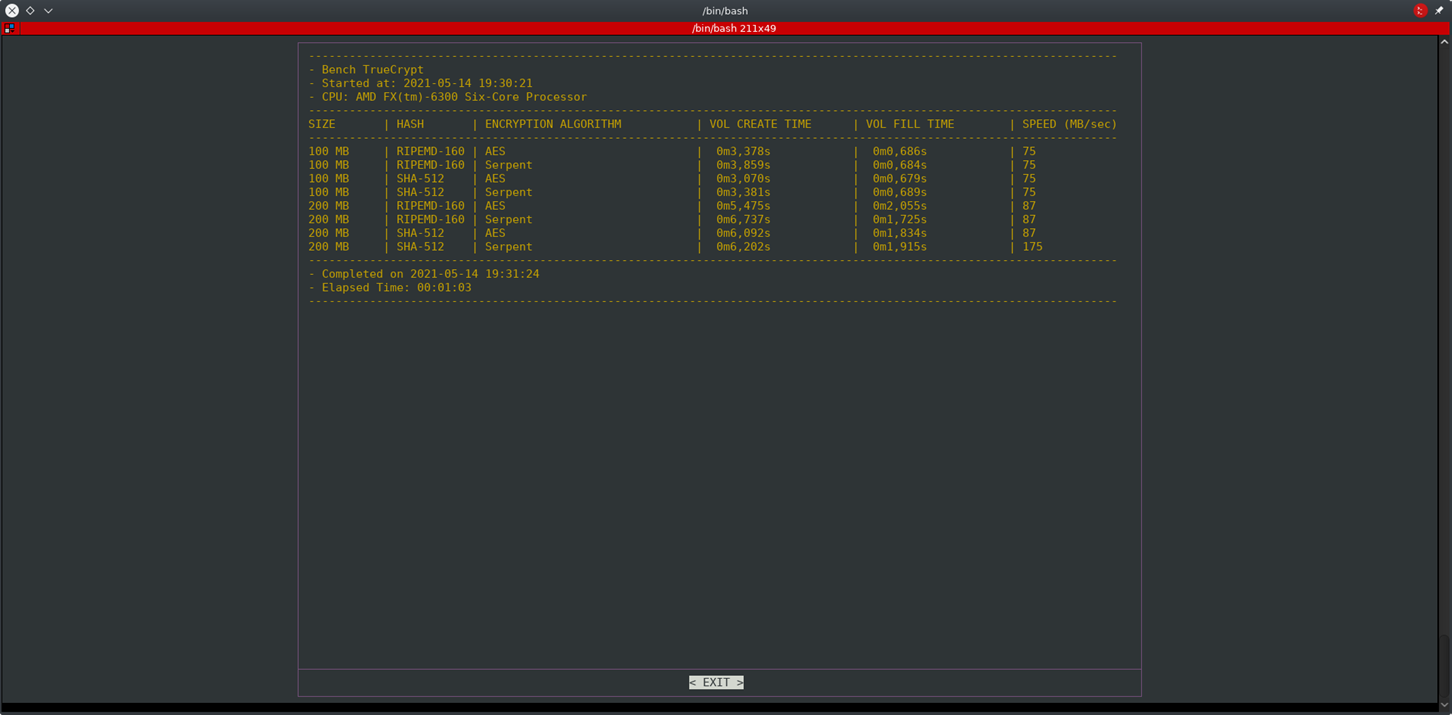 /bin/bash
/bin/bash 211x49
--------------------------------------------------------------------------------------------------------------------
- Bench TrueCrypt
- Started at: 2021-05-14 19:30:21
- CPU: AMD FX(tm)-6300 Six-Core Processor
--------------------------------------------------------------------------------------------------------------------
SIZE | HASH | ENCRYPTION ALGORITHM | VOL CREATE TIME | VOL FILL TIME | SPEED (MB/sec)
--------------------------------------------------------------------------------------------------------------------
100 MB | RIPEMD-160 | AES | 0m3,378s | 0m0,686s | 75
100 MB | RIPEMD-160 | Serpent | 0m3,859s | 0m0,684s | 75
100 MB | SHA-512 | AES | 0m3,070s | 0m0,679s | 75
100 MB | SHA-512 | Serpent | 0m3,381s | 0m0,689s | 75
200 MB | RIPEMD-160 | AES | 0m5,475s | 0m2,055s | 87
200 MB | RIPEMD-160 | Serpent | 0m6,737s | 0m1,725s | 87
200 MB | SHA-512 | AES | 0m6,092s | 0m1,834s | 87
200 MB | SHA-512 | Serpent | 0m6,202s | 0m1,915s | 175
--------------------------------------------------------------------------------------------------------------------
- Completed on 2021-05-14 19:31:24
- Elapsed Time: 00:01:03
--------------------------------------------------------------------------------------------------------------------
< EXIT >